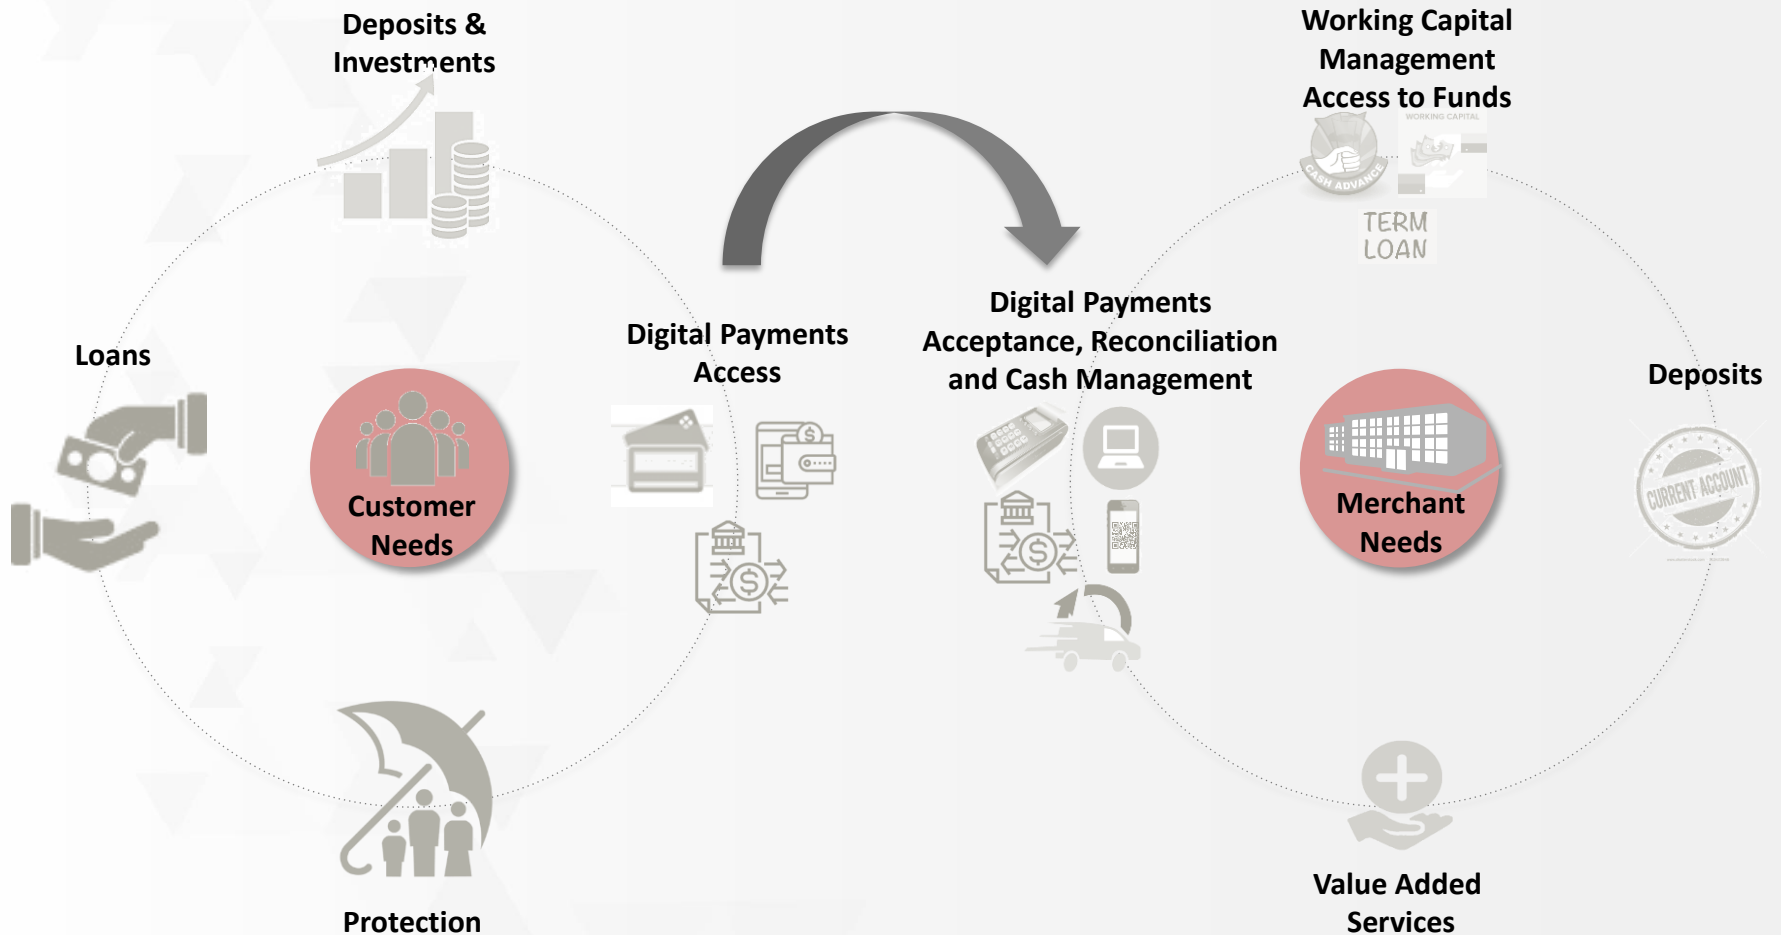 Deposits &
Investments
Loans
Customer
Needs
Digital Payments
Access
Protection
Working Capital
Management
Access to Funds
CASH ADVANCE
WORKING CAPITAL
TERM
LOAN
Digital Payments
Acceptance, Reconciliation
and Cash Management
Merchant
Needs
Deposits
CURRENT ACCOUNT
Value Added
Services